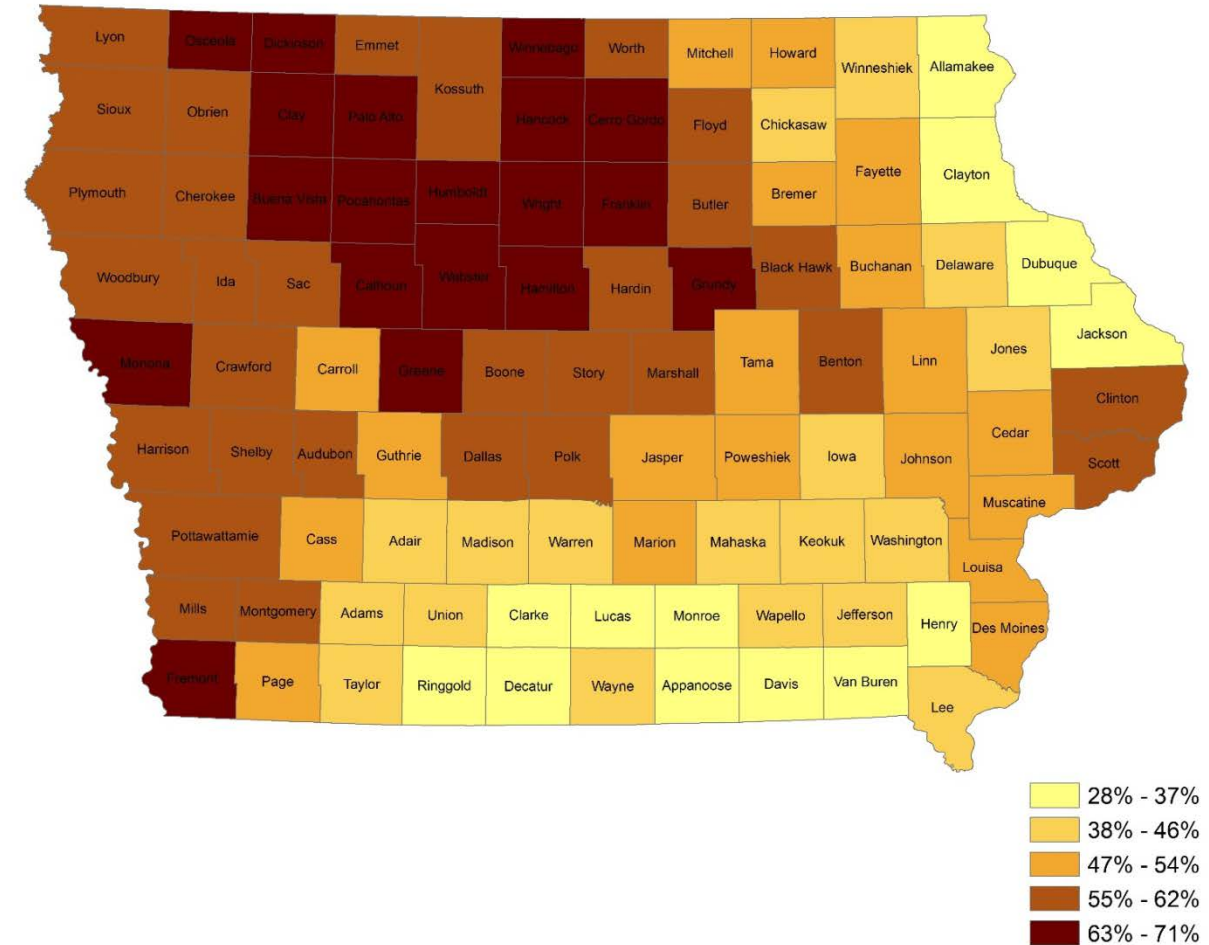 Lyon
Osceola
Dickinson
Emmet
Kossuth
Winnebago
Worth
Mitchell
Howard
Winneshiek
Allamakee
Sioux
Obrien
Clay
Palo Alto
Hancock
Cerro Gordo
Floyd
Chickasaw
Fayette
Clayton
Plymouth
Cherokee
Buena Vista
Pocahontas
Humboldt
Wright
Franklin
Butler
Bremer
Woodbury
Ida
Sac
Calhoun
Webster
Hamilton
Hardin
Grundy
Black Hawk
Buchanan
Delaware
Dubuque
Jackson
Monona
Crawford
Carroll
Greene
Boone
Story
Marshall
Tama
Benton
Linn
Jones
Clinton
Harrison
Shelby
Audubon
Guthrie
Dallas
Polk
Jasper
Poweshiek
Iowa
Johnson
Cedar
Scott
Muscatine
Pottawattamie
Cass
Adair
Madison
Warren
Marion
Mahaska
Keokuk
Washington
Louisa
Mills
Montgomery
Adams
Union
Clarke
Lucas
Monroe
Wapello
Jefferson
Henry
Des Moines
Fremont
Page
Taylor
Ringgold
Decatur
Wayne
Appanoose
Davis
Van Buren
Lee
28% - 37%
38% - 46%
47% - 54%
55% - 62%
63% - 71%